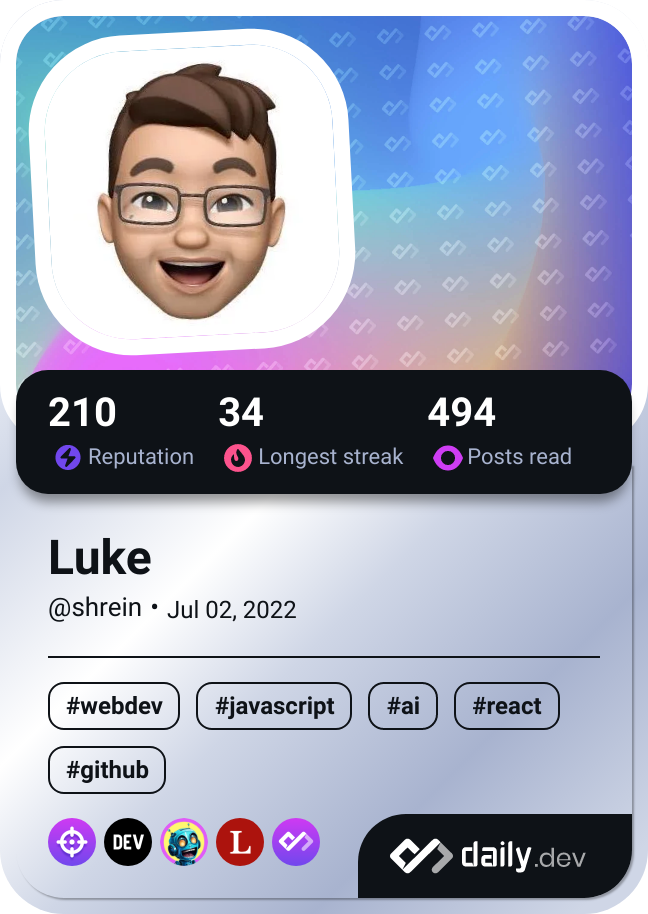 210 34 494
Reputation Longest streak Posts read
Luke
@shrein • Jul 02, 2022
#webdev #javascript #ai #react
#github
DEV L
daily.dev